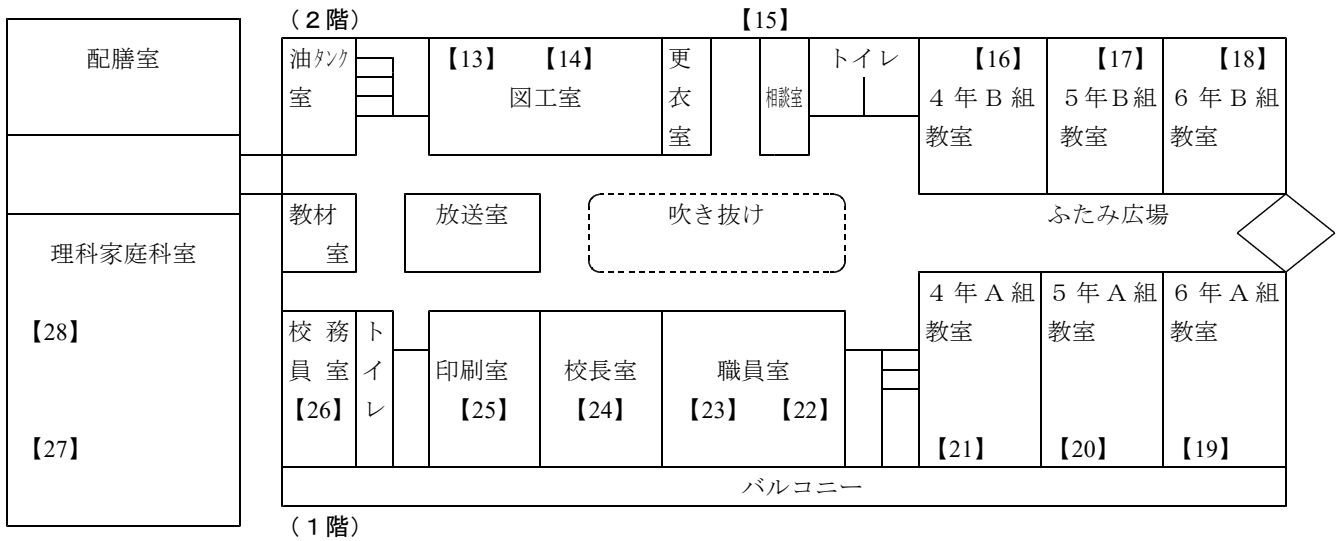 （２階）
【15】
配膳室
油タンク
室
【13】 【14】
図工室
更
衣
室
相談室
トイレ
【16】
４年Ｂ組
教室
【17】
５年Ｂ組
教室
【18】
６年Ｂ組
教室
教材
室
放送室
吹き抜け
ふたみ広場
理科家庭科室
【28】
【27】
校務
員室
【26】
トイレ
印刷室
【25】
校長室
【24】
職員室
【23】 【22】
４年Ａ組
教室
【21】
５年Ａ組
教室
【20】
６年Ａ組
教室
【19】
バルコニー
（１階）